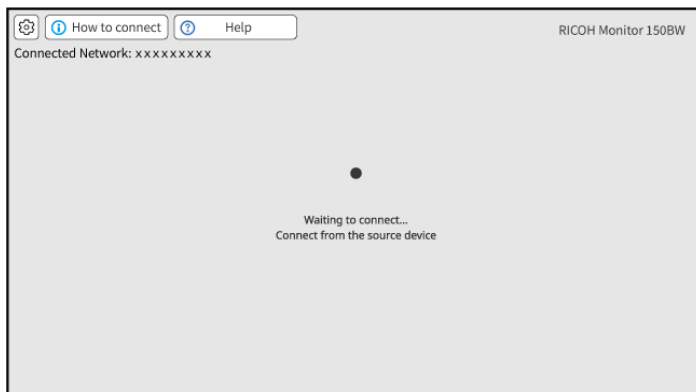 How to connect
Help
RICOH Monitor 150BW
Connected Network: xxxxxxxxx
Waiting to connect...
Connect from the source device